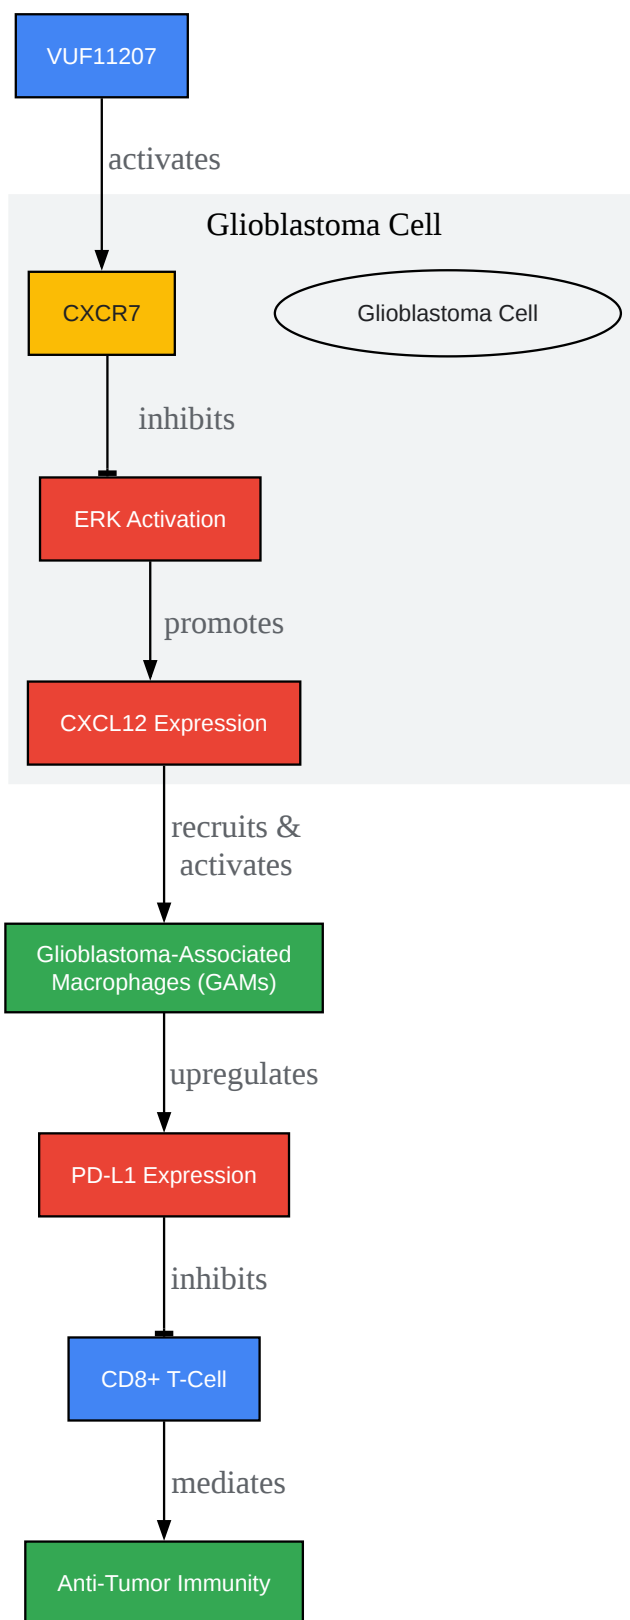 VUF11207
activates
Glioblastoma Cell
CXCR7
Glioblastoma Cell
inhibits
ERK Activation
promotes
CXCL12 Expression
recruits &
activates
Glioblastoma-Associated
Macrophages (GAMs)
upregulates
PD-L1 Expression
inhibits
CD8+ T-Cell
mediates
Anti-Tumor Immunity